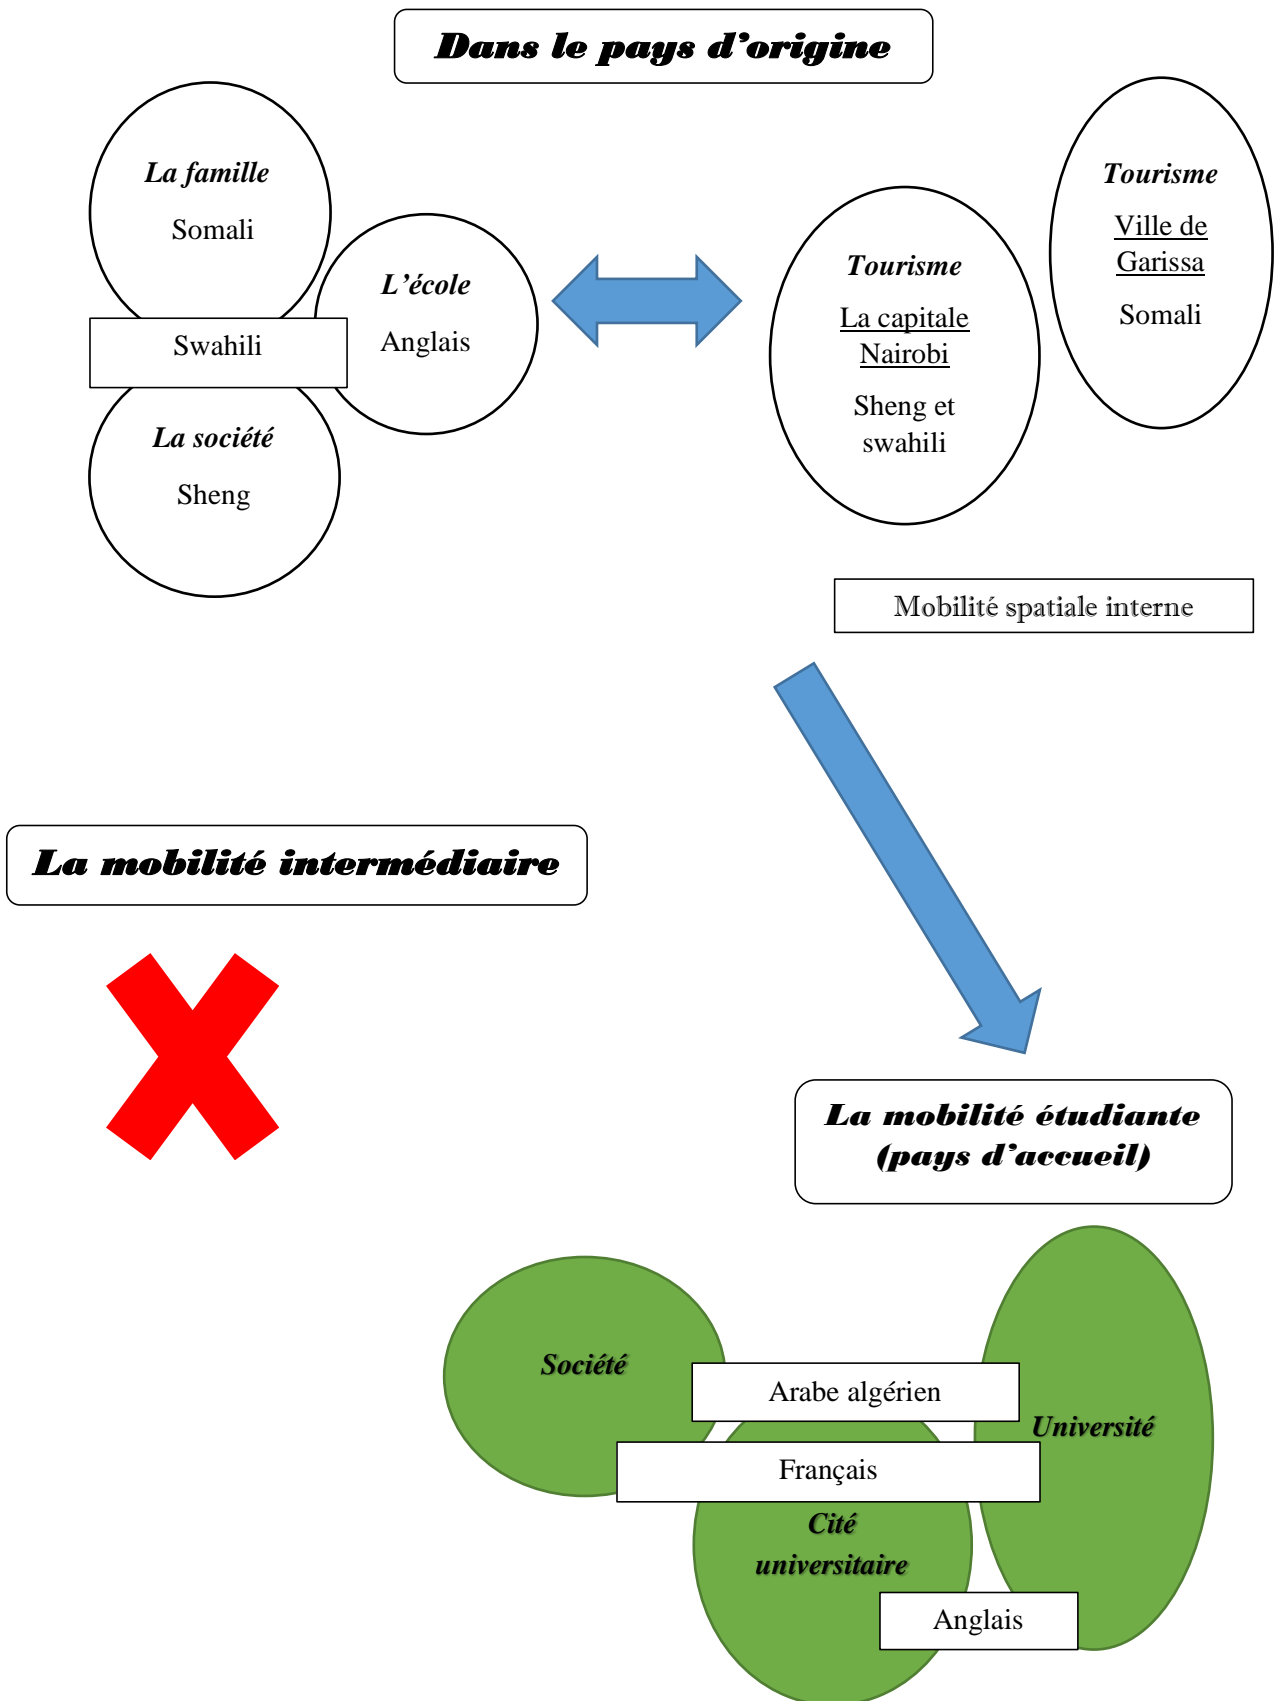 Dans le pays d’origine
La famille
Somali
L’école
Anglais
Swahili
La société
Sheng
Tourisme
La capitale
Nairobi
Sheng et
swahili
Tourisme
Ville de
Garissa
Somali
Mobilité spatiale interne
La mobilité intermédiaire
La mobilité étudiante
(pays d’accueil)
Société
Arabe algérien
Université
Français
Cité
universitaire
Anglais